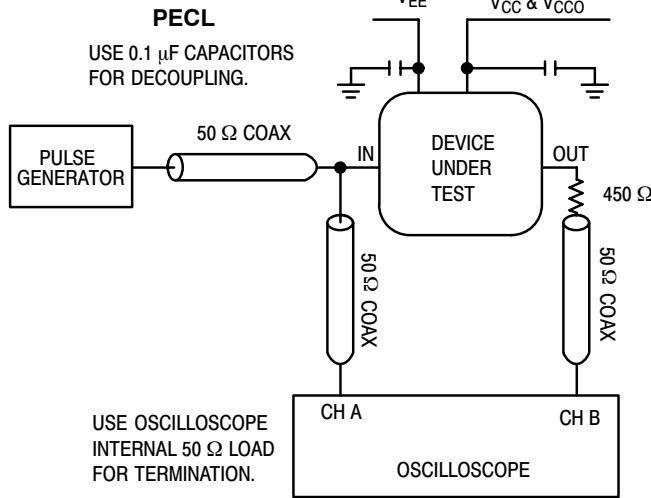 PECL
VEE
VCC & VCCO
USE 0.1 μF CAPACITORS
FOR DECOUPLING.
50 Ω COAX
PULSE
GENERATOR
IN
DEVICE
UNDER
TEST
OUT
450 Ω
50 Ω COAX
50 Ω COAX
USE OSCILLOSCOPE
INTERNAL 50 Ω LOAD
FOR TERMINATION.
CH A
CH B
OSCILLOSCOPE